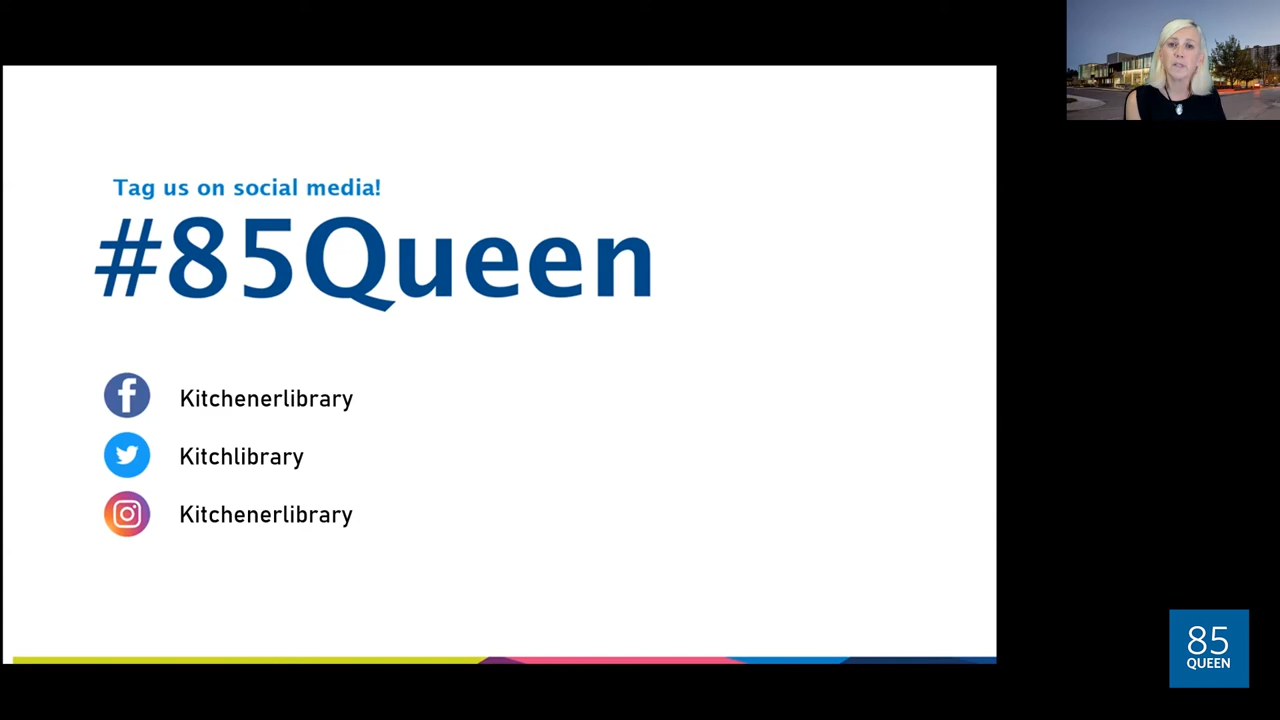 Tag us on social media!
#85Queen
Kitchenerlibrary
Kitchlibrary
Kitchenerlibrary
85
QUEEN